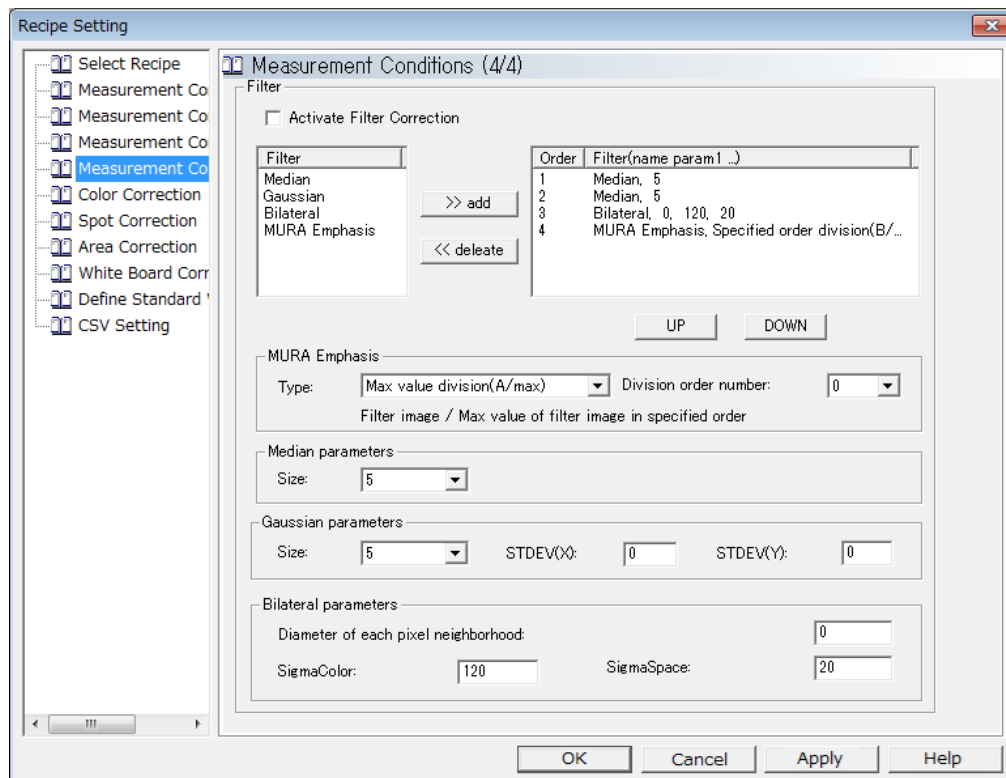 Recipe Setting
Select Recipe
Measurement Co
Measurement Co
Measurement Co
Measurement Co
Color Correction
Spot Correction
Area Correction
White Board Corr
Define Standard
CSV Setting
Measurement Conditions (4/4)
Filter
Activate Filter Correction
Filter
Median
Gaussian
Bilateral
MURA Emphasis
>> add
<< deleate
Order Filter(name param1 ..)
1 Median, 5
2 Median, 5
3 Bilateral, 0, 120, 20
4 MURA Emphasis, Specified order division(B/...
UP DOWN
MURA Emphasis
Type: Max value division(A/max) Division order number: 0
Filter image / Max value of filter image in specified order
Median parameters
Size: 5
Gaussian parameters
Size: 5 STDEV(X): 0 STDEV(Y): 0
Bilateral parameters
Diameter of each pixel neighborhood: 0
SigmaColor: 120 SigmaSpace: 20
OK Cancel Apply Help